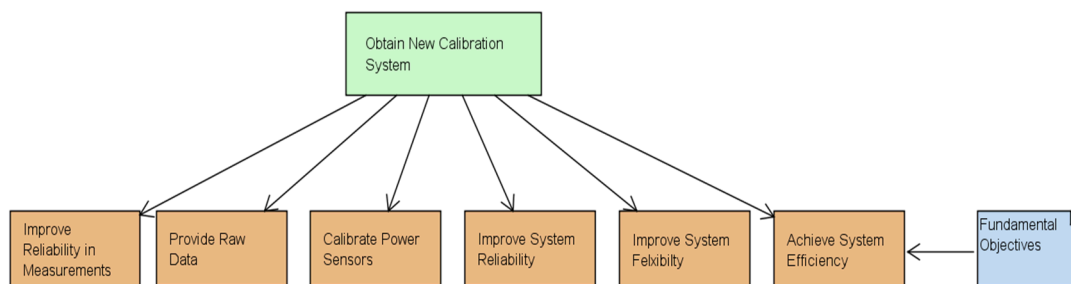 Obtain New Calibration
System
Improve
Reliability in
Measurements
Provide Raw
Data
Calibrate Power
Sensors
Improve System
Reliability
Improve System
Felxibilty
Achieve System
Efficiency
Fundamental
Objectives